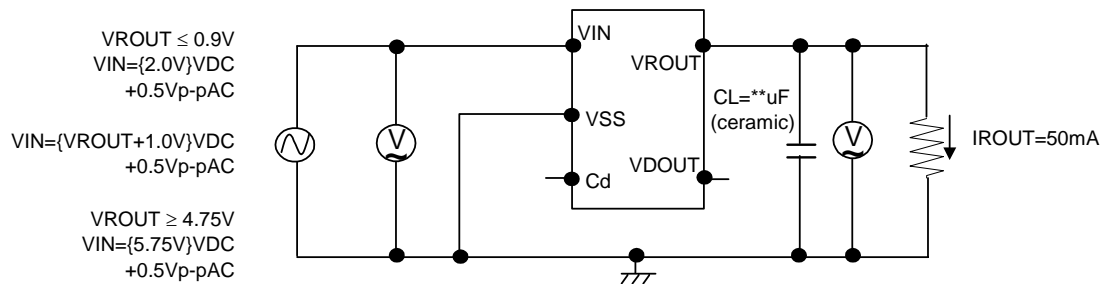 VROUT ≤ 0.9V
VIN={2.0V}VDC
+0.5Vp-pAC
VIN={VROUT+1.0V}VDC
+0.5Vp-pAC
VROUT ≥ 4.75V
VIN={5.75V}VDC
+0.5Vp-pAC
V
VIN
VROUT
VSS
VDOUT
Cd
CL=**uF
(ceramic)
V
IROUT=50mA